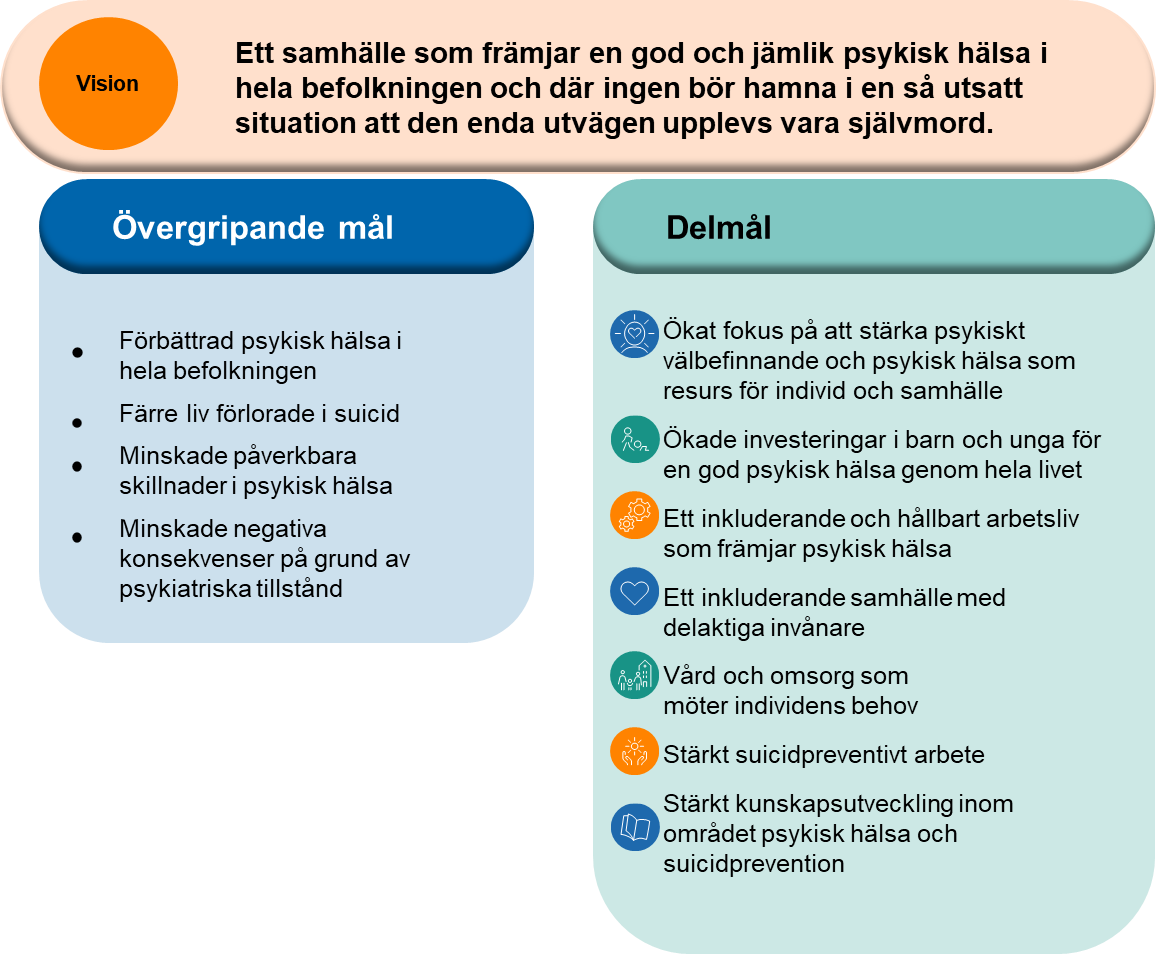 Vision
Ett samhälle som främjar en god och jämlik psykisk hälsa i
hela befolkningen och där ingen bör hamna i en så utsatt
situation att den enda utvägen upplevs vara självmord.
Övergripande mål
Förbättrad psykisk hälsa i
hela befolkningen
Färre liv förlorade i suicid
Minskade påverkbara
skillnader i psykisk hälsa
Minskade negativa
konsekvenser på grund av
psykiatriska tillstånd
Delmål
Ökat fokus på att stärka psykiskt
välbefinnande och psykisk hälsa som
resurs för individ och samhälle
Ökade investeringar i barn och unga för
en god psykisk hälsa genom hela livet
Ett inkluderande och hållbart arbetsliv
som främjar psykisk hälsa
Ett inkluderande samhälle med
delaktiga invånare
Vård och omsorg som
möter individens behov
Stärkt suicidpreventivt arbete
Stärkt kunskapsutveckling inom
området psykisk hälsa och
suicidprevention